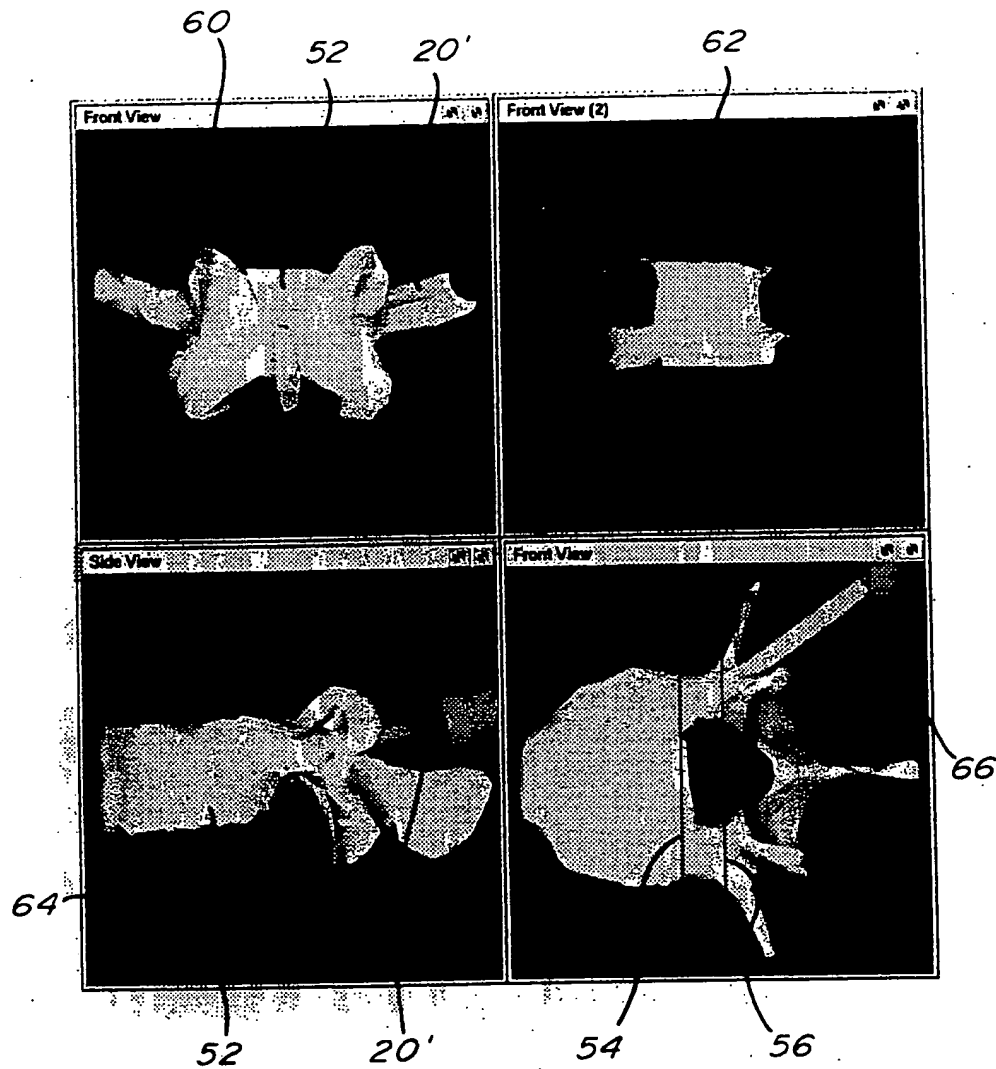 60 52 20' 62
Front View
Front View (2)
Side View
Front View
64
66
52 20' 54 56